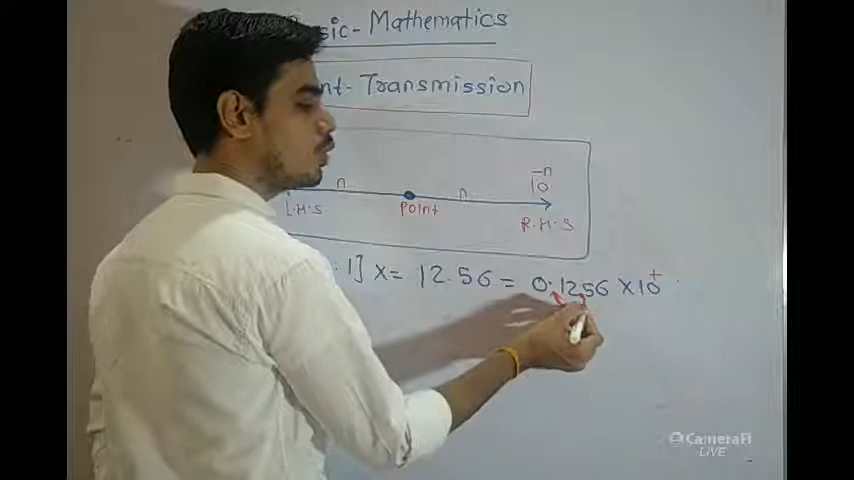 sic- Mathematics
nt- Transmission
n n 10⁻ⁿ
L.H.S Point R.H.S
1] x = 12.56 = 0.1256 x 10⁺
CameraFi
LIVE